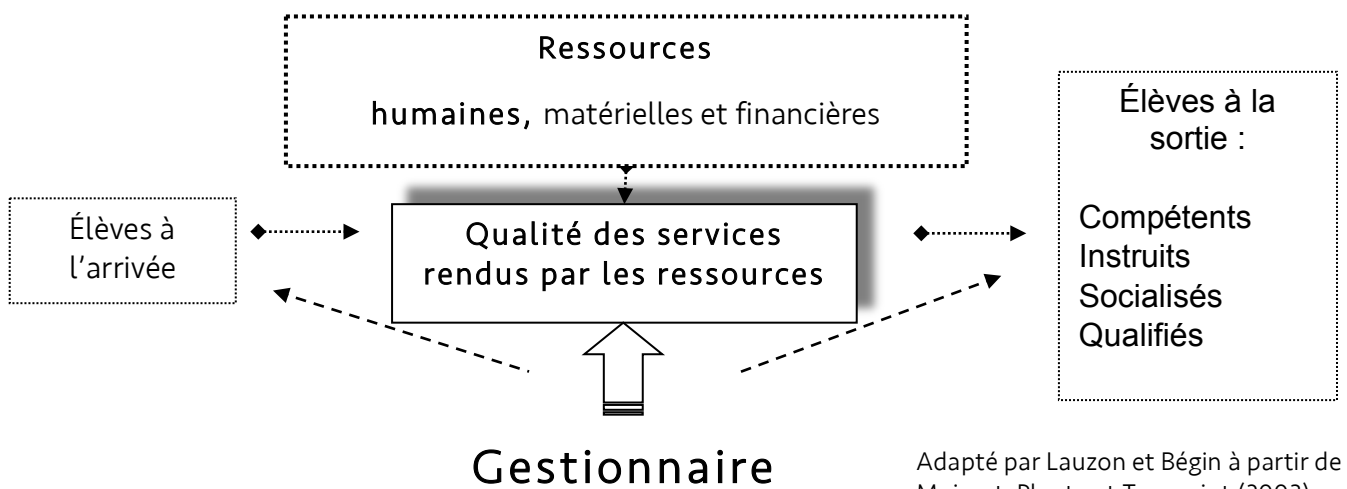 Ressources
humaines, matérielles et financières
Élèves à
l'arrivée
Qualité des services
rendus par les ressources
Élèves à la
sortie :
Compétents
Instruits
Socialisés
Qualifiés
Gestionnaire
Adapté par Lauzon et Bégin à partir de
et